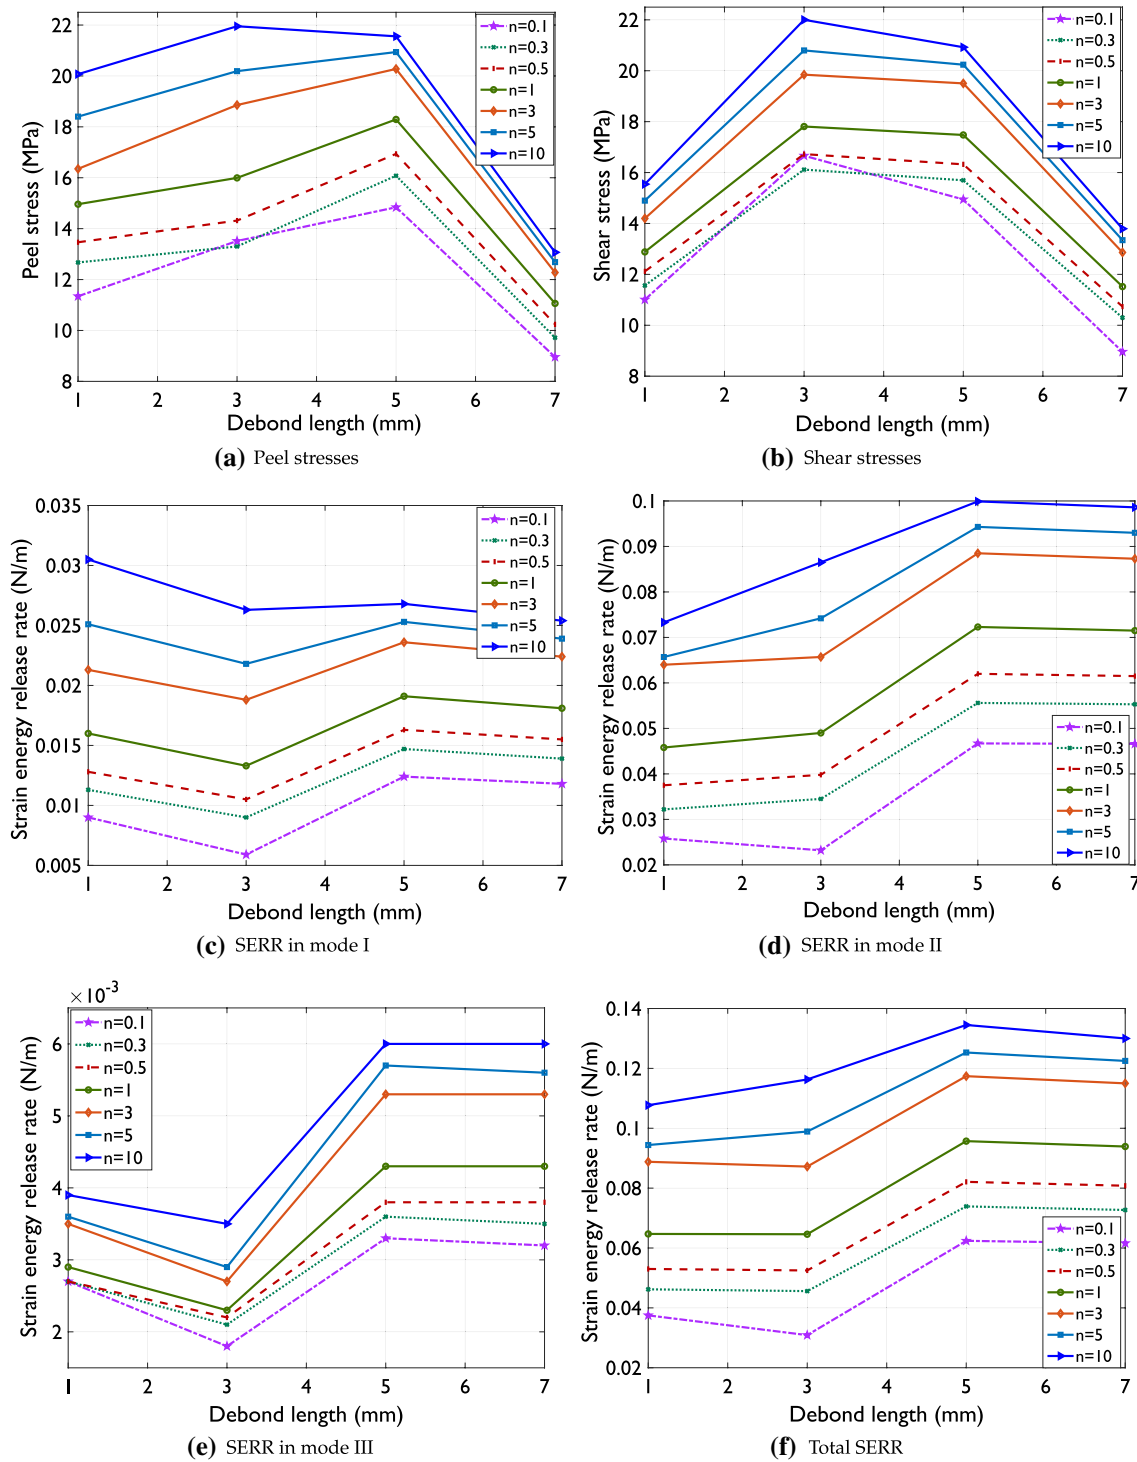 22
20
18
16
14
12
10
8
1
2
3
4
5
6
7
Peel stress (MPa)
Debond length (mm)
n=0.1
n=0.3
n=0.5
n=1
n=3
n=5
n=10
(a) Peel stresses
22
20
18
16
14
12
10
8
1
2
3
4
5
6
7
Shear stress (MPa)
Debond length (mm)
n=0.1
n=0.3
n=0.5
n=1
n=3
n=5
n=10
(b) Shear stresses
0.035
0.03
0.025
0.02
0.015
0.01
0.005
1
2
3
4
5
6
7
Strain energy release rate (N/m)
Debond length (mm)
n=0.1
n=0.3
n=0.5
n=1
n=3
n=5
n=10
(c) SERR in mode I
0.1
0.09
0.08
0.07
0.06
0.05
0.04
0.03
0.02
1
2
3
4
5
6
7
Strain energy release rate (N/m)
Debond length (mm)
n=0.1
n=0.3
n=0.5
n=1
n=3
n=5
n=10
(d) SERR in mode II
×10⁻³
6
5
4
3
2
1
2
3
4
5
6
7
Strain energy release rate (N/m)
Debond length (mm)
n=0.1
n=0.3
n=0.5
n=1
n=3
n=5
n=10
(e) SERR in mode III
0.14
0.12
0.1
0.08
0.06
0.04
0.02
1
2
3
4
5
6
7
Strain energy release rate (N/m)
Debond length (mm)
n=0.1
n=0.3
n=0.5
n=1
n=3
n=5
n=10
(f) Total SERR